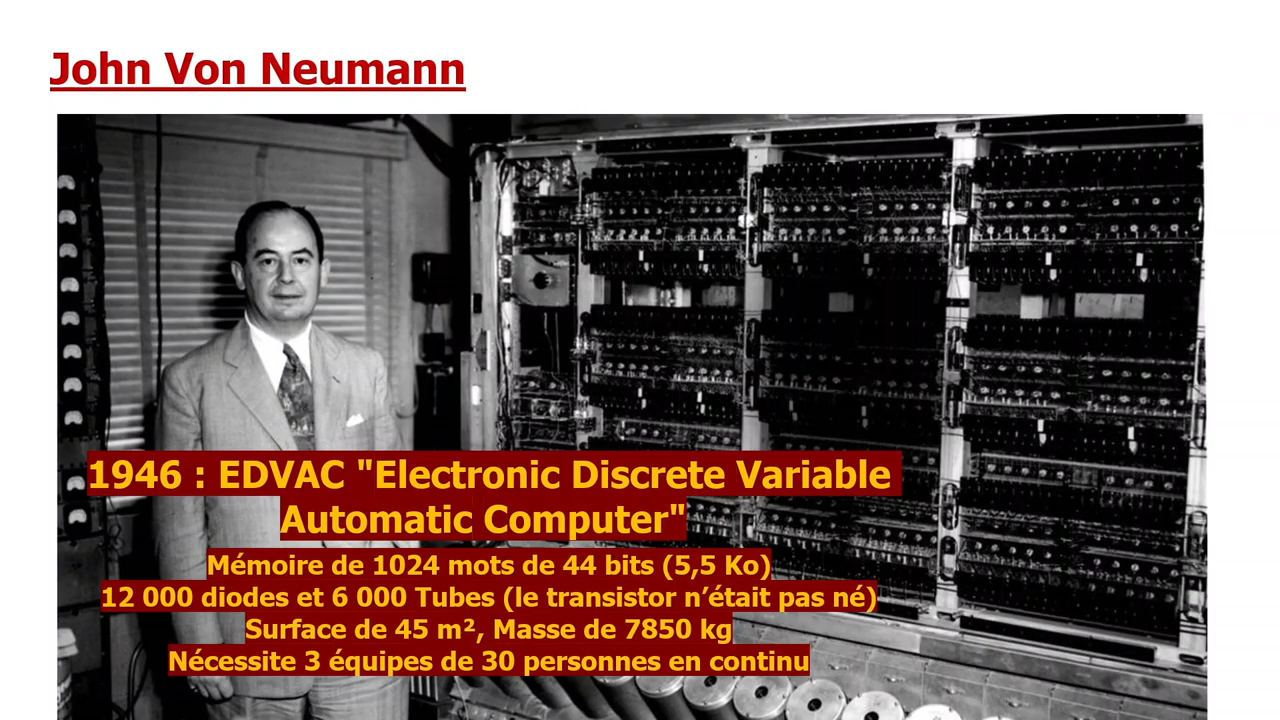 John Von Neumann
1946 : EDVAC "Electronic Discrete Variable
Automatic Computer"
Mémoire de 1024 mots de 44 bits (5,5 Ko)
12 000 diodes et 6 000 Tubes (le transistor n’était pas né)
Surface de 45 m², Masse de 7850 kg
Nécessite 3 équipes de 30 personnes en continu